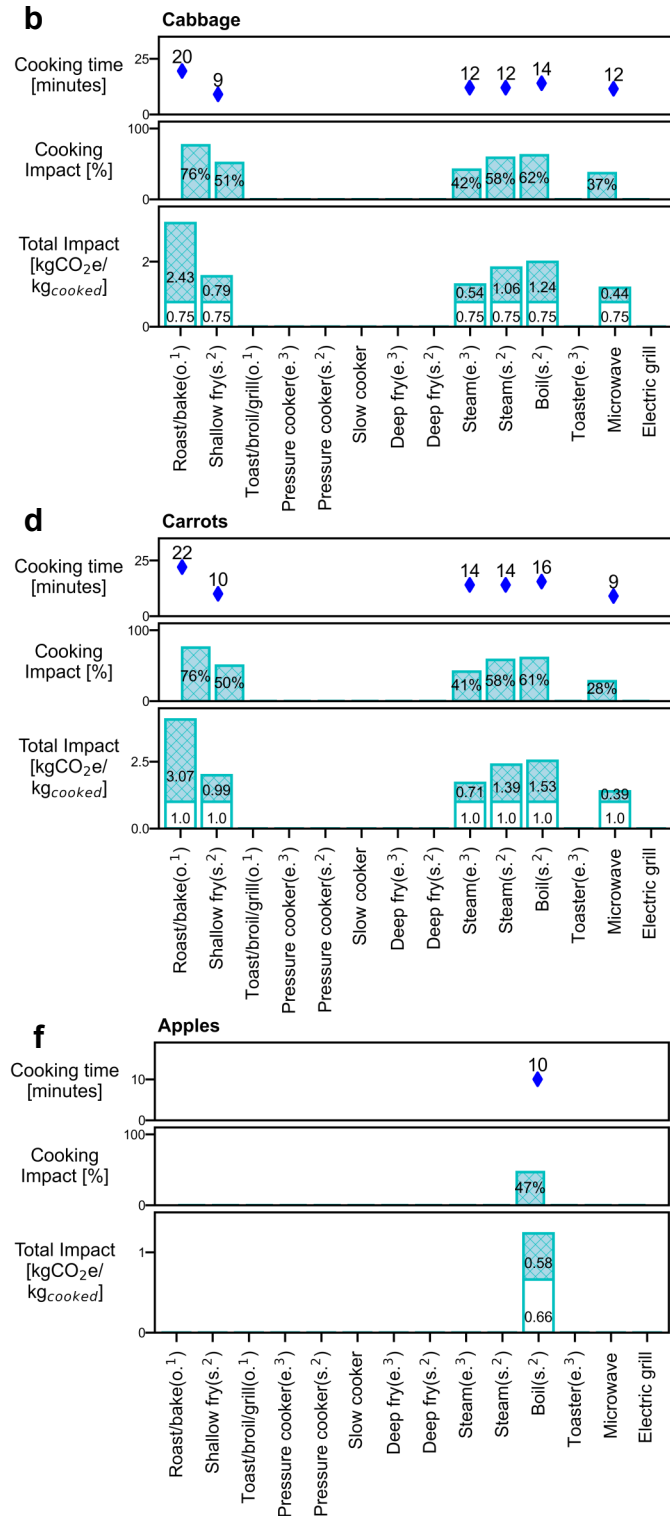 b
Cabbage
Cooking time
[minutes]
25
0
20
9
12
12
14
12
Cooking
Impact [%]
100
0
76%
51%
42%
58%
62%
37%
Total Impact
[kgCO₂e/
kg_cooked]
2
0
2.43
0.79
0.54
1.06
1.24
0.44
0.75
0.75
0.75
0.75
0.75
0.75
Roast/bake(o.¹)
Shallow fry(s.²)
Toast/broil/grill(o.¹)
Pressure cooker(e.³)
Pressure cooker(s.²)
Slow cooker
Deep fry(e.³)
Deep fry(s.²)
Steam(e.³)
Steam(s.²)
Boil(s.²)
Toaster(e.³)
Microwave
Electric grill
d
Carrots
Cooking time
[minutes]
25
0
22
10
14
14
16
9
Cooking
Impact [%]
100
0
76%
50%
41%
58%
61%
28%
Total Impact
[kgCO₂e/
kg_cooked]
2.5
0.0
3.07
0.99
0.71
1.39
1.53
0.39
1.0
1.0
1.0
1.0
1.0
1.0
Roast/bake(o.¹)
Shallow fry(s.²)
Toast/broil/grill(o.¹)
Pressure cooker(e.³)
Pressure cooker(s.²)
Slow cooker
Deep fry(e.³)
Deep fry(s.²)
Steam(e.³)
Steam(s.²)
Boil(s.²)
Toaster(e.³)
Microwave
Electric grill
f
Apples
Cooking time
[minutes]
10
0
10
Cooking
Impact [%]
100
0
47%
Total Impact
[kgCO₂e/
kg_cooked]
1
0
0.58
0.66
Roast/bake(o.¹)
Shallow fry(s.²)
Toast/broil/grill(o.¹)
Pressure cooker(e.³)
Pressure cooker(s.²)
Slow cooker
Deep fry(e.³)
Deep fry(s.²)
Steam(e.³)
Steam(s.²)
Boil(s.²)
Toaster(e.³)
Microwave
Electric grill